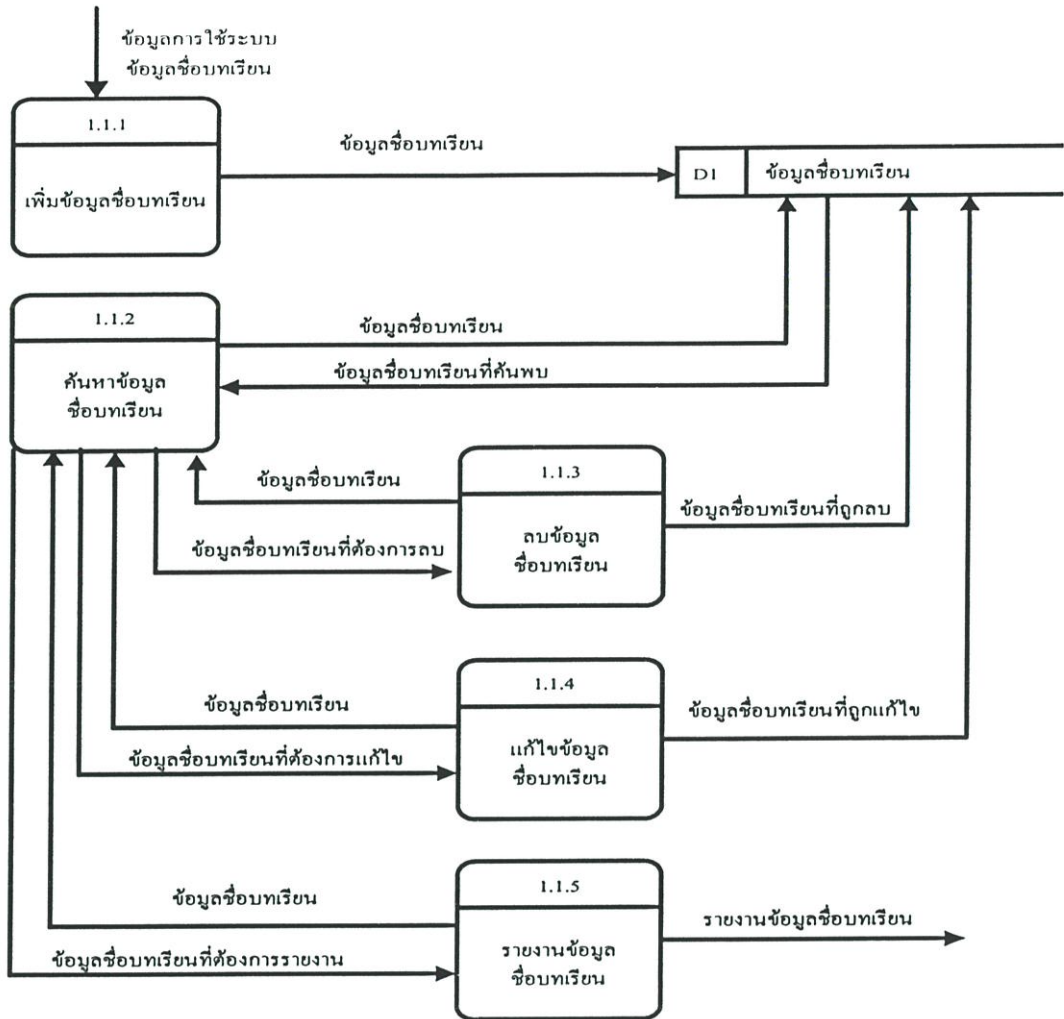 ข้อมูลการใช้ระบบ
ข้อมูลชื่อบทเรียน
1.1.1
เพิ่มข้อมูลชื่อบทเรียน
ข้อมูลชื่อบทเรียน
D1
ข้อมูลชื่อบทเรียน
1.1.2
ค้นหาข้อมูล
ชื่อบทเรียน
ข้อมูลชื่อบทเรียน
ข้อมูลชื่อบทเรียนที่ค้นพบ
ข้อมูลชื่อบทเรียน
ข้อมูลชื่อบทเรียนที่ต้องการลบ
1.1.3
ลบข้อมูล
ชื่อบทเรียน
ข้อมูลชื่อบทเรียนที่ถูกลบ
ข้อมูลชื่อบทเรียน
ข้อมูลชื่อบทเรียนที่ต้องการแก้ไข
1.1.4
แก้ไขข้อมูล
ชื่อบทเรียน
ข้อมูลชื่อบทเรียนที่ถูกแก้ไข
ข้อมูลชื่อบทเรียน
ข้อมูลชื่อบทเรียนที่ต้องการรายงาน
1.1.5
รายงานข้อมูล
ชื่อบทเรียน
รายงานข้อมูลชื่อบทเรียน